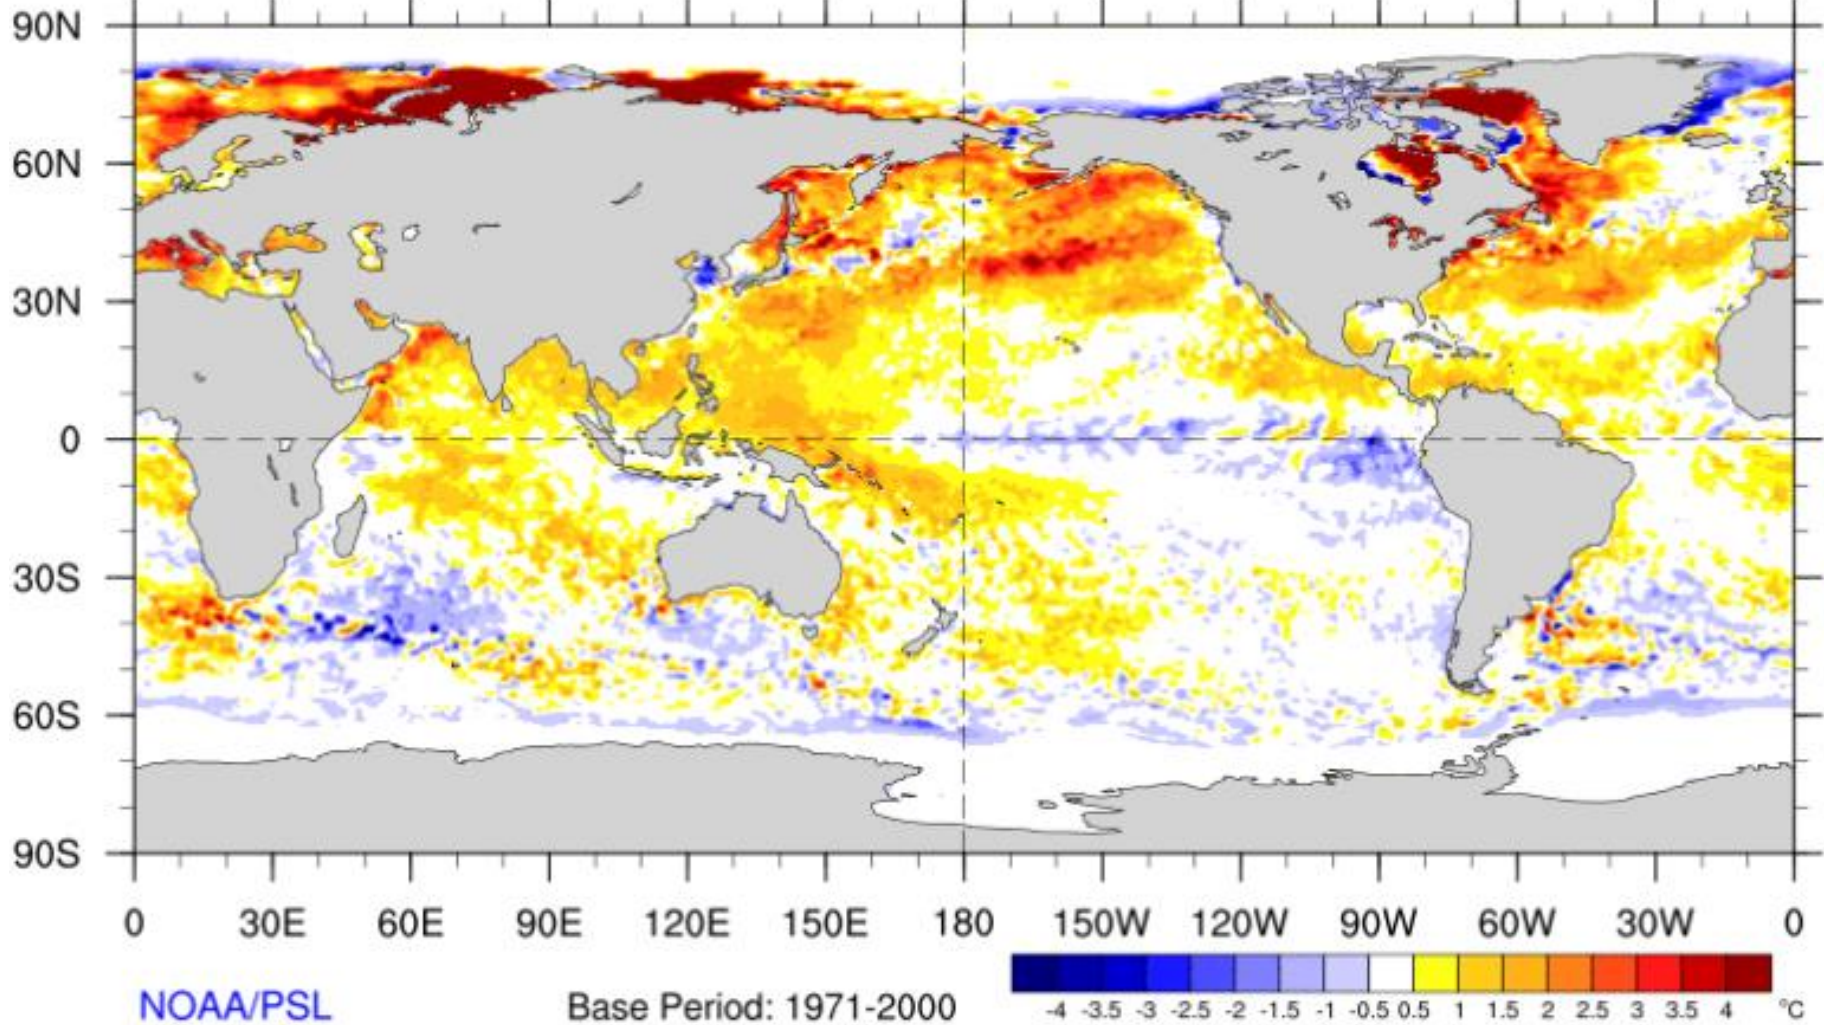 90N
60N
30N
0
30S
60S
90S
0 30E 60E 90E 120E 150E 180 150W 120W 90W 60W 30W 0
-4 -3.5 -3 -2.5 -2 -1.5 -1 -0.5 0.5 1 1.5 2 2.5 3 3.5 4 °C
NOAA/PSL Base Period: 1971-2000